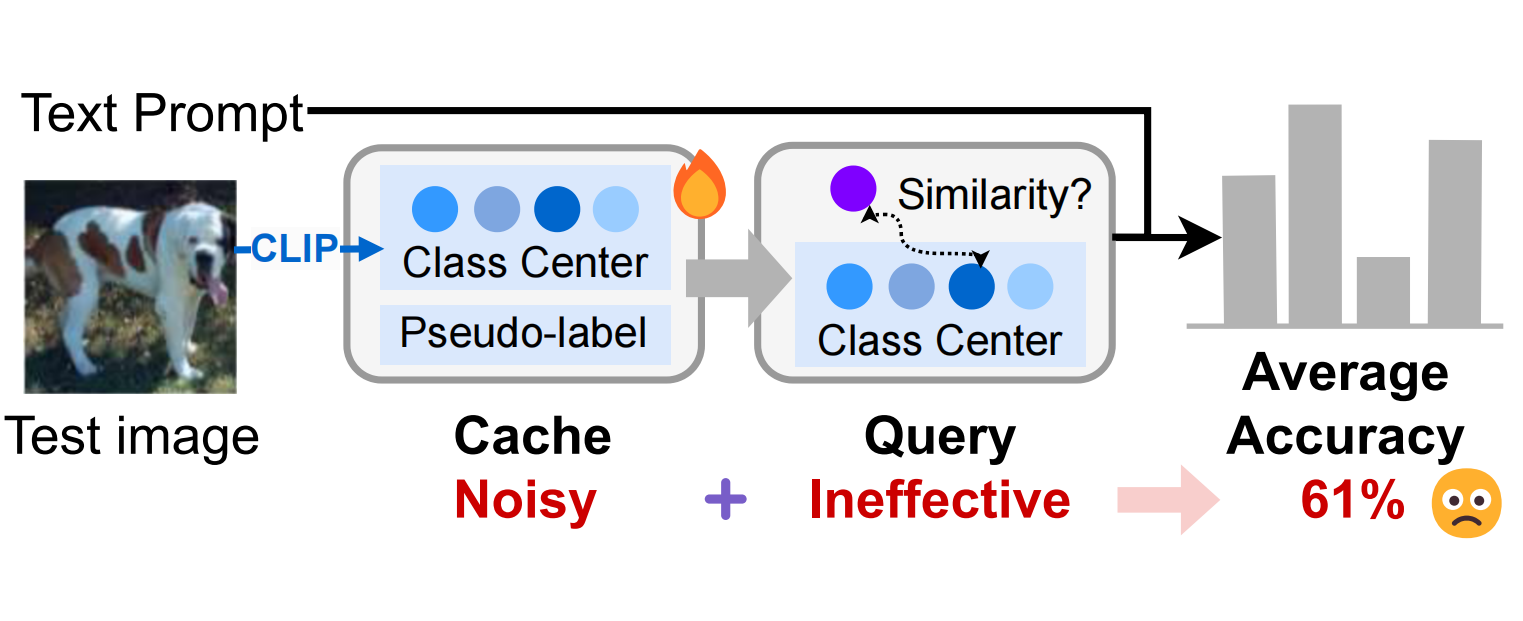 Text Prompt
CLIP
Test image
Class Center
Pseudo-label
Cache
Noisy
+
Similarity?
Class Center
Query
Ineffective
Average
Accuracy
61%